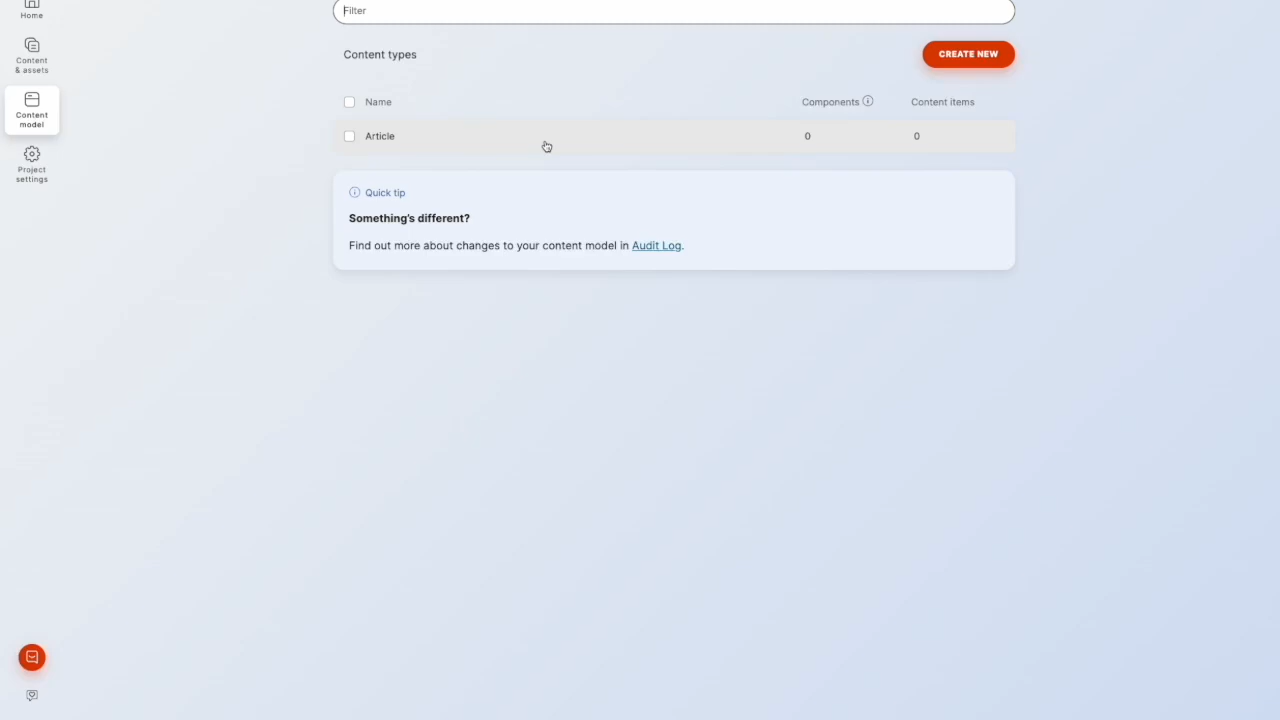 Home
Content
& assets
Content
model
Project
settings
Filter
Content types
CREATE NEW
Name
Components
Content items
Article
0
0
Quick tip
Something's different?
Find out more about changes to your content model in Audit Log.